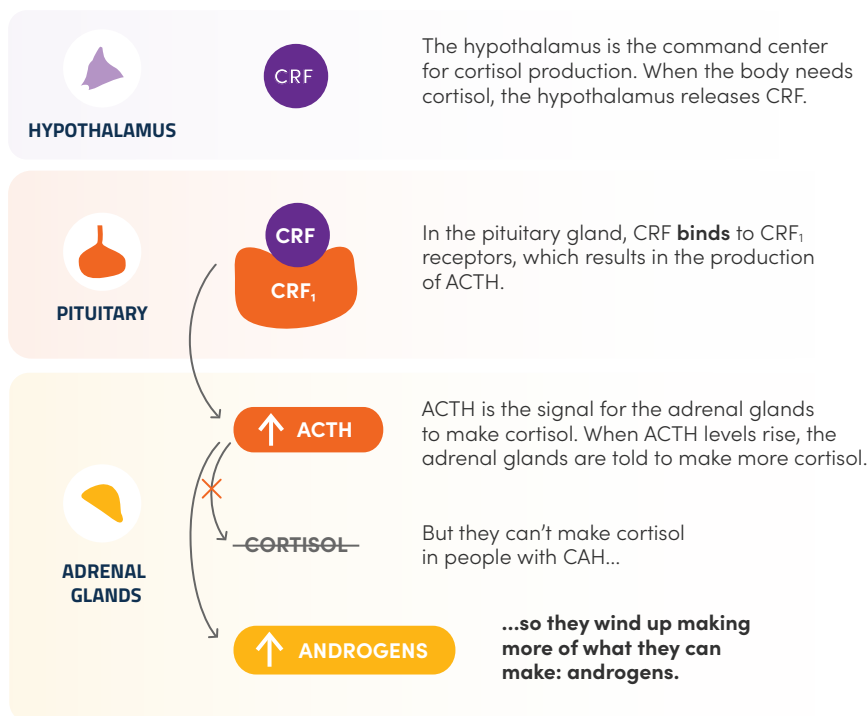 CRF
The hypothalamus is the command center
for cortisol production. When the body needs
cortisol, the hypothalamus releases CRF.
HYPOTHALAMUS
CRF
CRF₁
In the pituitary gland, CRF binds to CRF₁
receptors, which results in the production
of ACTH.
PITUITARY
ACTH
ACTH is the signal for the adrenal glands
to make cortisol. When ACTH levels rise, the
adrenal glands are told to make more cortisol.
CORTISOL
But they can’t make cortisol
in people with CAH...
ADRENAL
GLANDS
ANDROGENS
...so they wind up making
more of what they can
make: androgens.